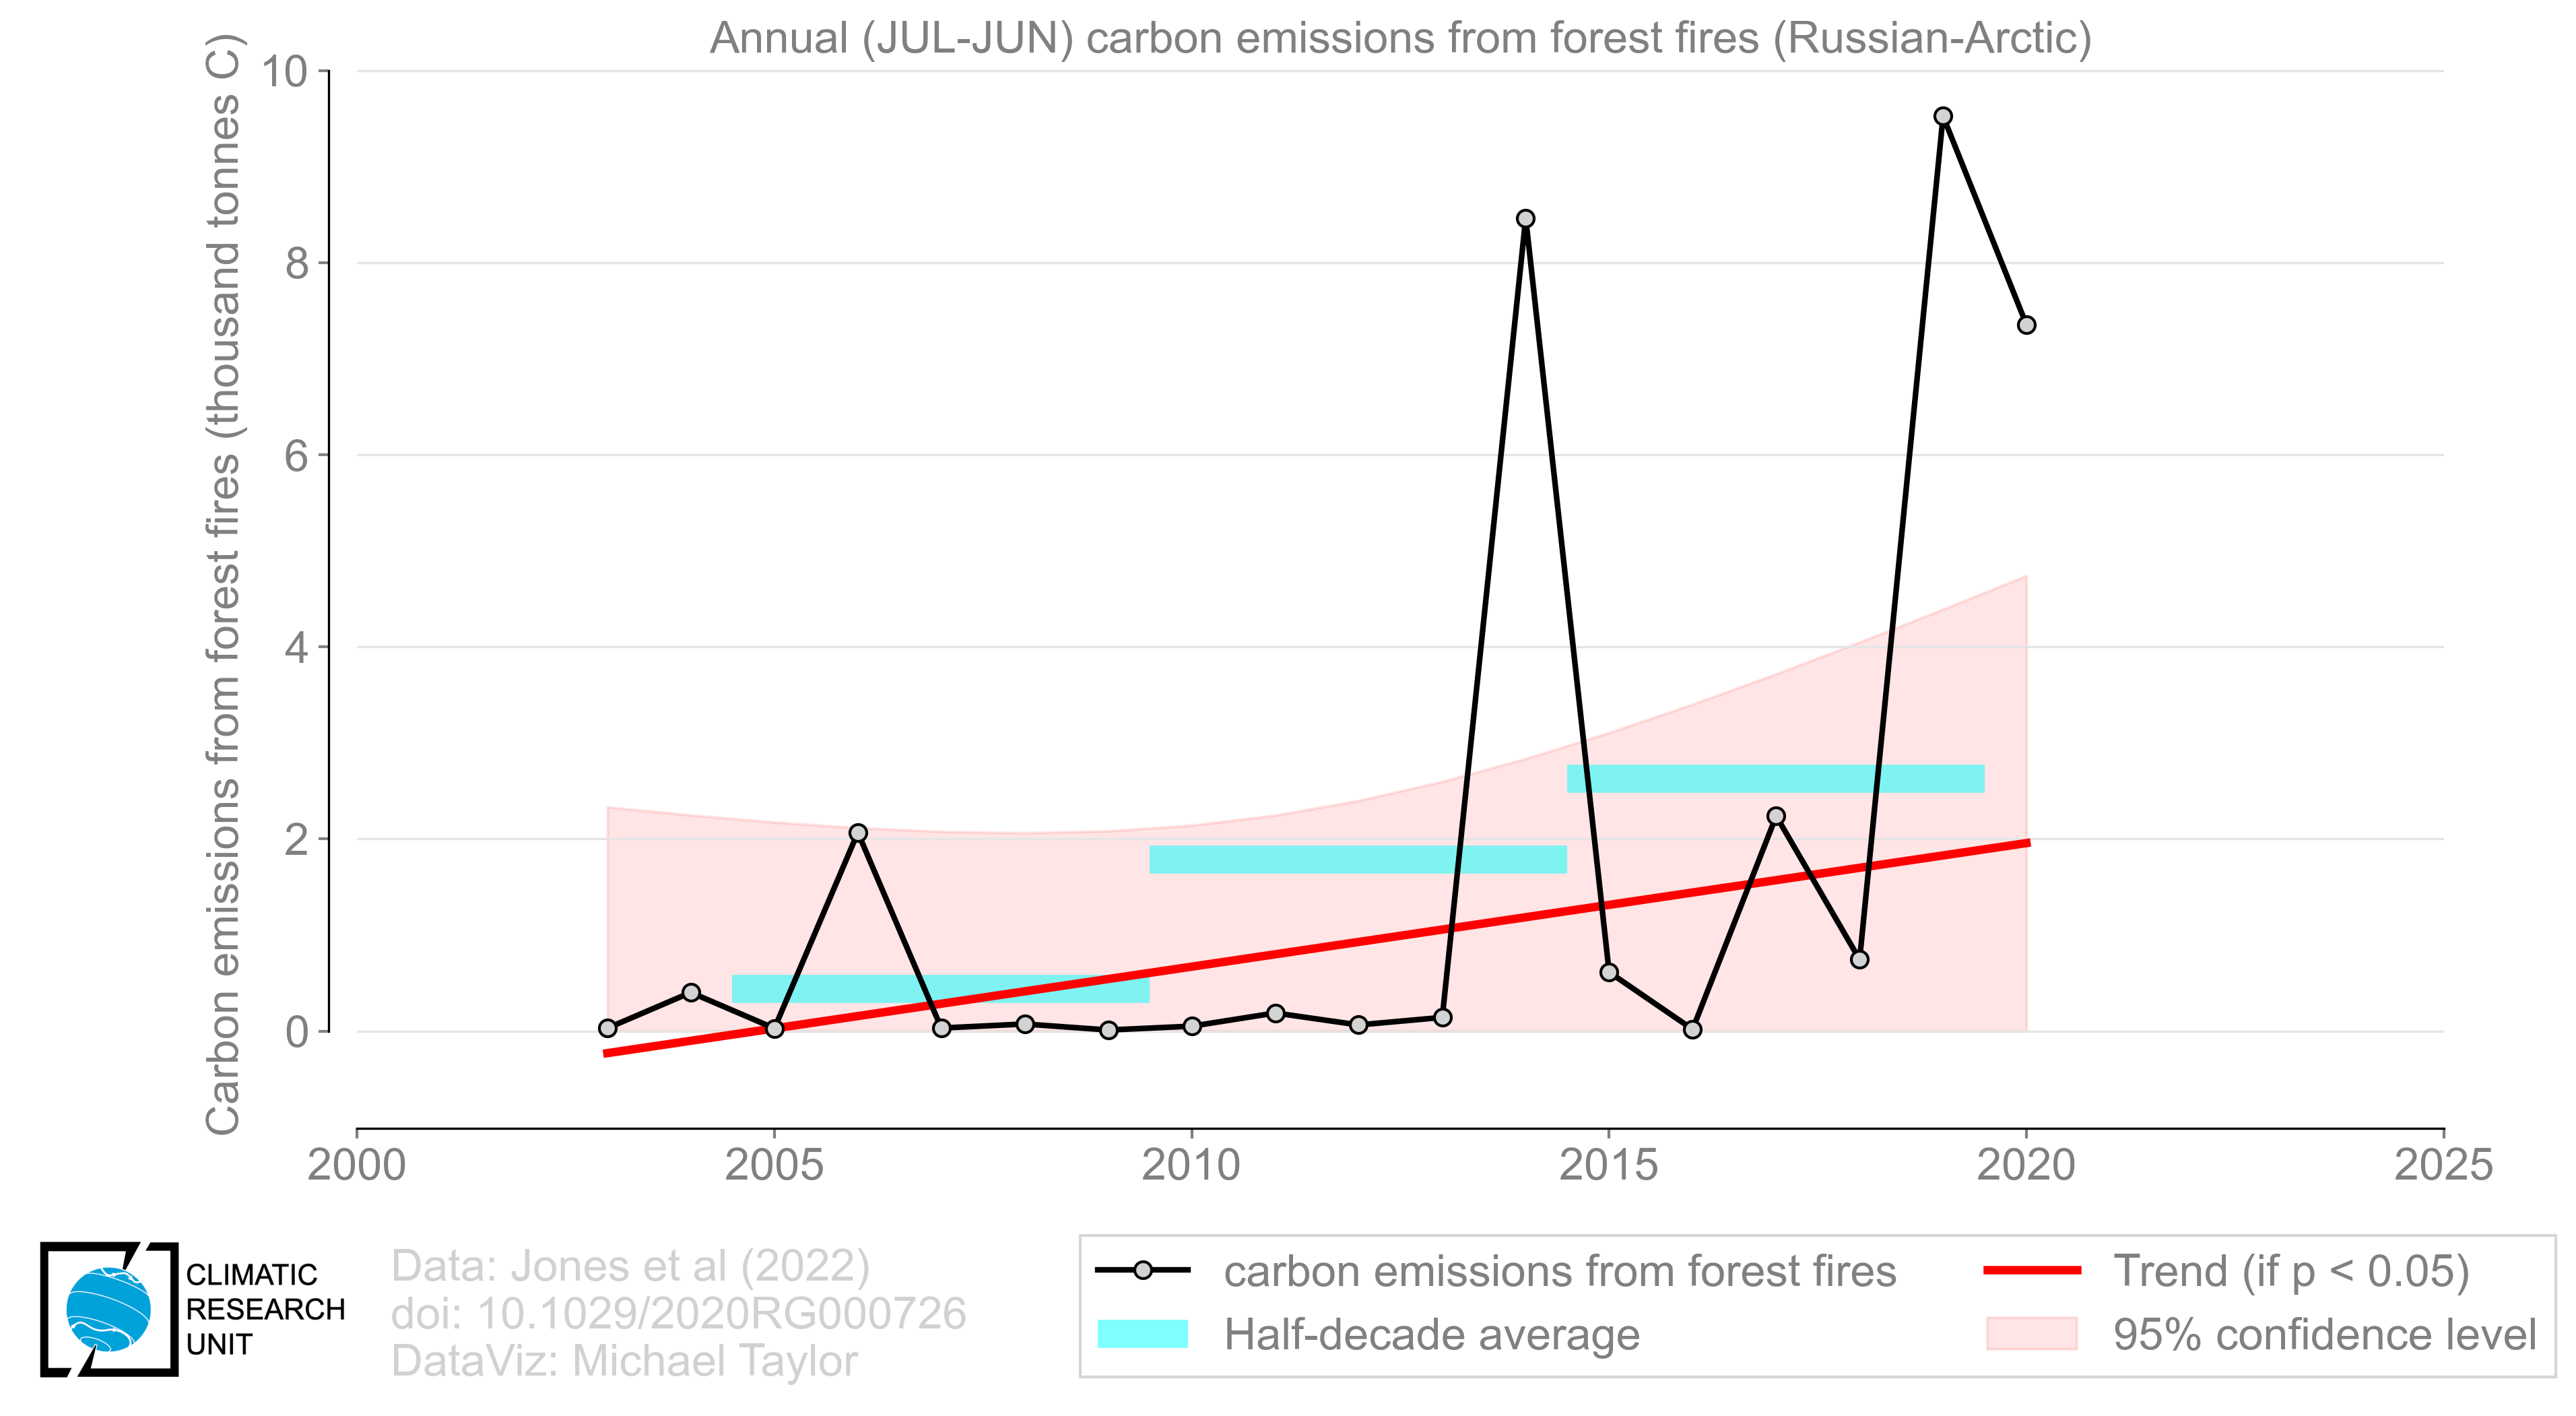 Annual (JUL-JUN) carbon emissions from forest fires (Russian-Arctic)
Carbon emissions from forest fires (thousand tonnes C)
10
8
6
4
2
0
2000 2005 2010 2015 2020 2025
CLIMATIC
RESEARCH
UNIT
Data: Jones et al (2022)
doi: 10.1029/2020RG000726
DataViz: Michael Taylor
carbon emissions from forest fires
Half-decade average
Trend (if p < 0.05)
95% confidence level